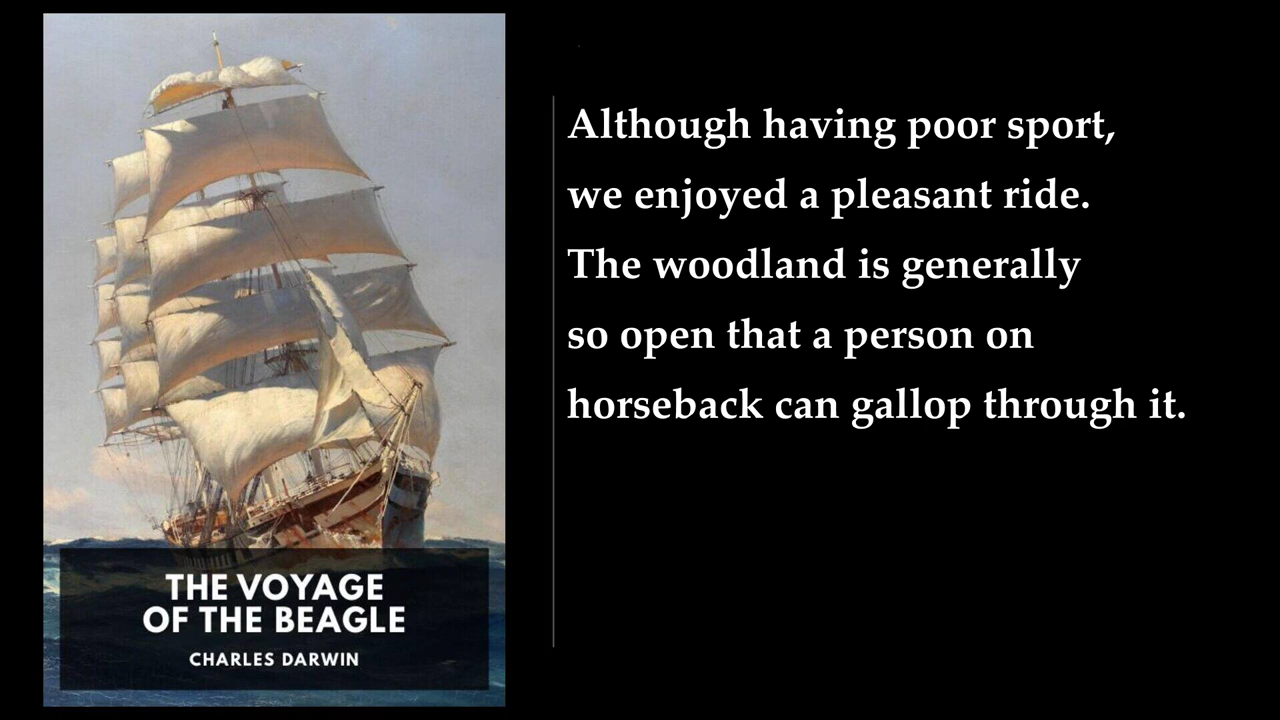 Although having poor sport,
we enjoyed a pleasant ride.
The woodland is generally
so open that a person on
horseback can gallop through it.
THE VOYAGE
OF THE BEAGLE
CHARLES DARWIN